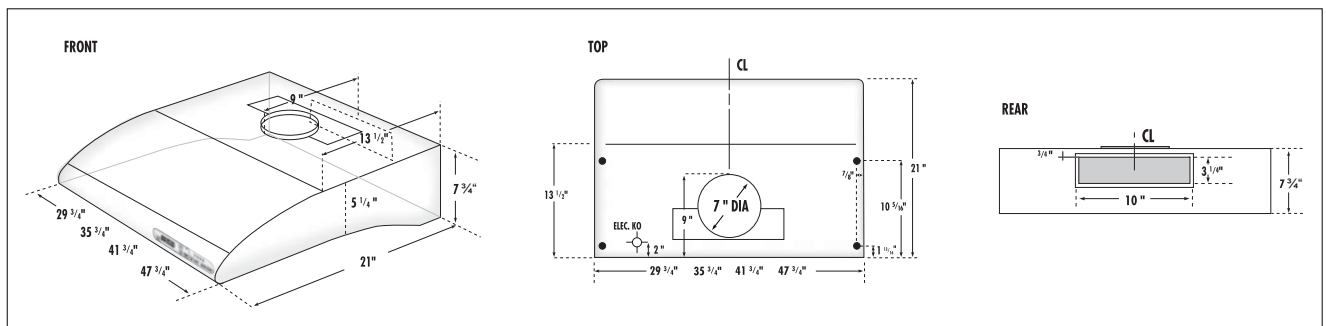 FRONT
9 "
13 1/2"
7 3/4"
5 1/4 "
29 3/4"
35 3/4"
41 3/4"
47 3/4"
21"
TOP
CL
13 1/2"
21 "
7/8"
10 5/16"
7 " DIA
9 "
ELEC. KO
2 "
1 11/16"
29 3/4" 35 3/4" 41 3/4" 47 3/4"
REAR
CL
3/4"
3 1/4"
7 3/4"
10 "